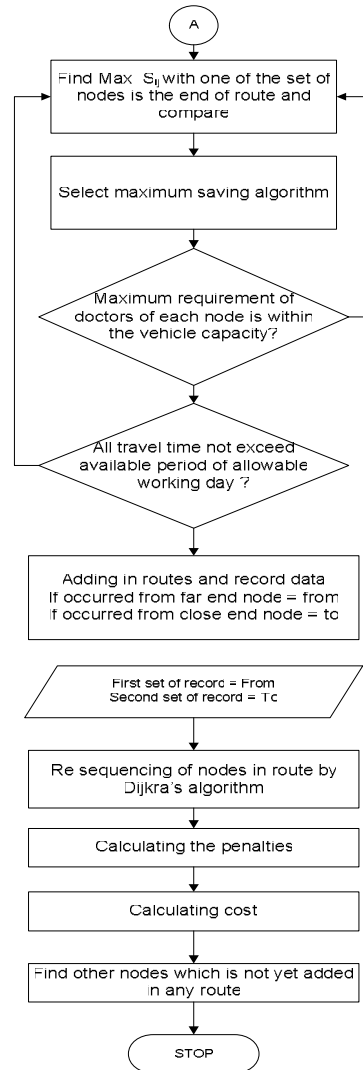 A
Find Max Sij with one of the set of
nodes is the end of route and
compare
Select maximum saving algorithm
Maximum requirement of
doctors of each node is within
the vehicle capacity?
All travel time not exceed
available period of allowable
working day ?
Adding in routes and record data
If occurred from far end node = from
If occurred from close end node = to
First set of record = From
Second set of record = To
Re sequencing of nodes in route by
Dijkra's algorithm
Calculating the penalties
Calculating cost
Find other nodes which is not yet added
in any route
STOP